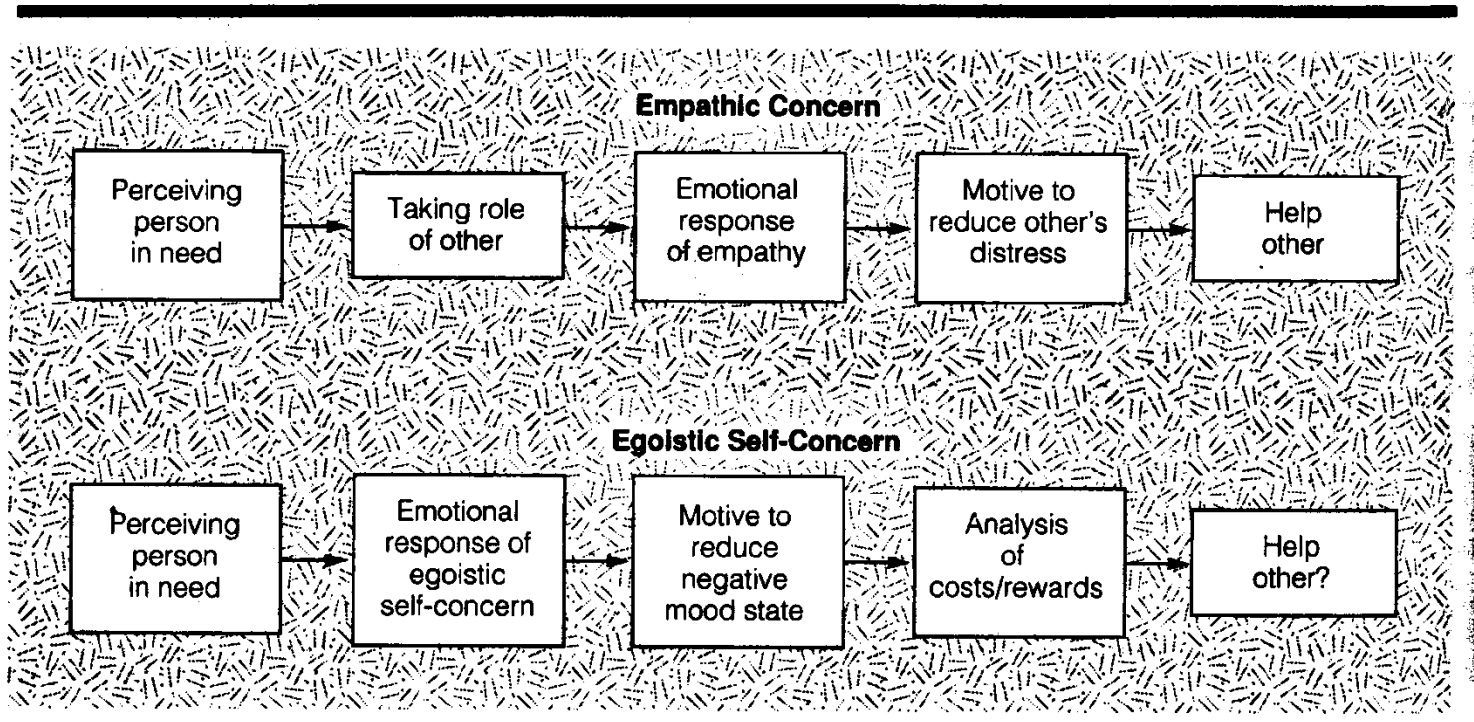 Empathic Concern
Perceiving
person
in need
Taking role
of other
Emotional
response
of empathy
Motive to
reduce other's
distress
Help
other
Egoistic Self-Concern
Perceiving
person
in need
Emotional
response of
egoistic
self-concern
Motive to
reduce
negative
mood state
Analysis
of
costs/rewards
Help
other?